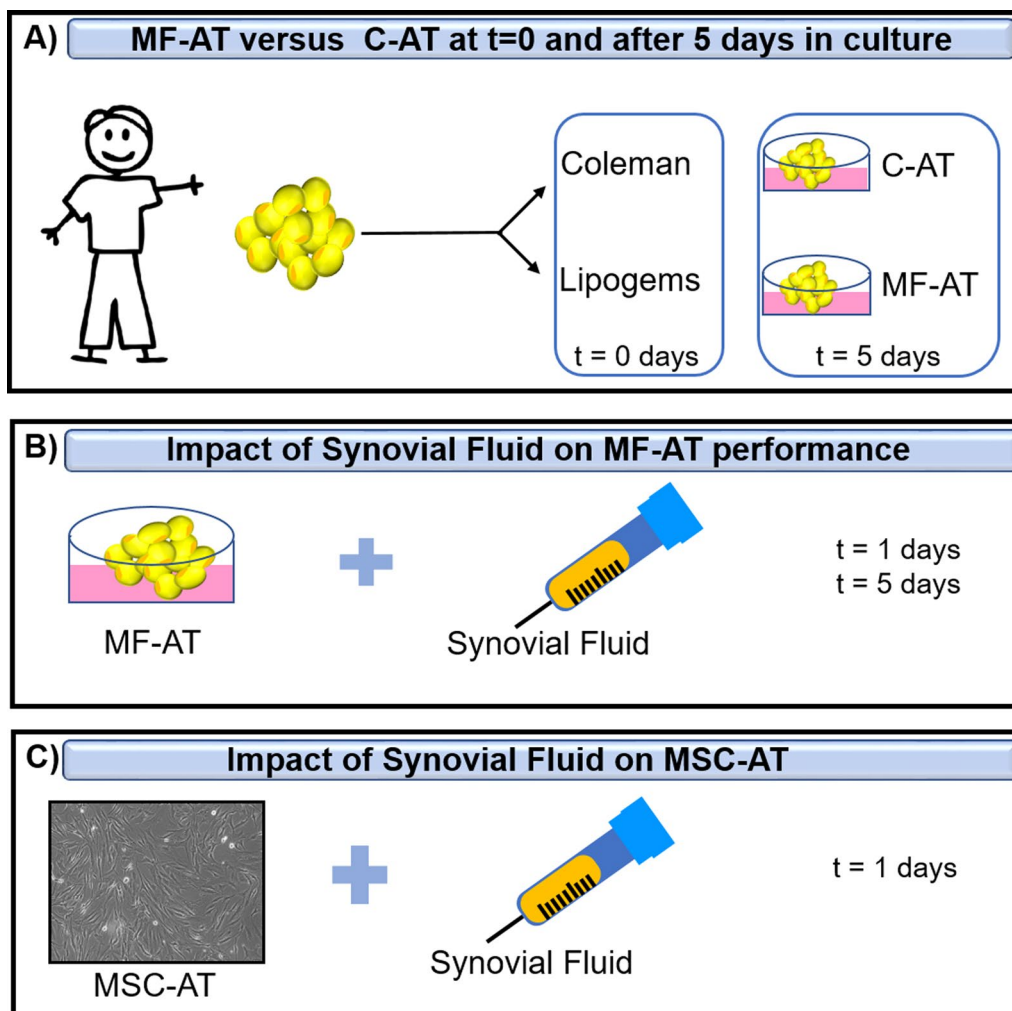 A) MF-AT versus C-AT at t=0 and after 5 days in culture
Coleman
C-AT
Lipogems
MF-AT
t = 0 days
t = 5 days
B) Impact of Synovial Fluid on MF-AT performance
t = 1 days
t = 5 days
MF-AT
Synovial Fluid
C) Impact of Synovial Fluid on MSC-AT
t = 1 days
MSC-AT
Synovial Fluid